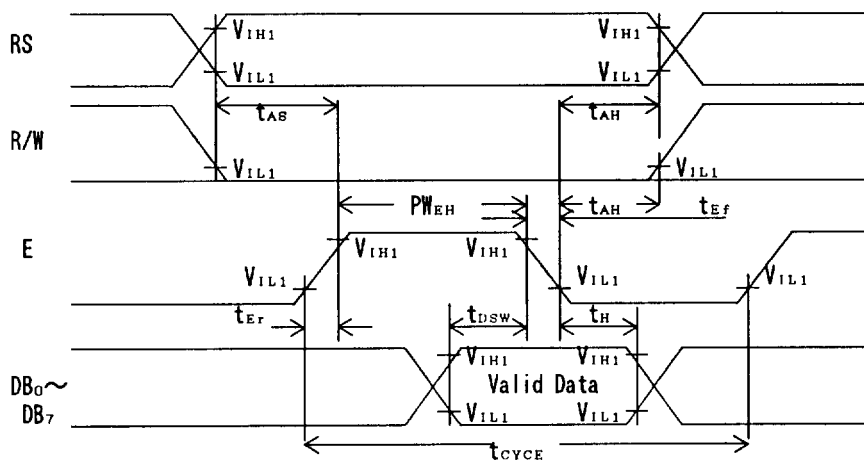 RS
VIH1
VIH1
VIL1
VIL1
tAS
tAH
R/W
VIL1
VIL1
PWEH
tAH
tEf
E
VIH1
VIH1
VIL1
VIL1
VIL1
tEr
tDSW
tH
VIH1
VIH1
DB0~
DB7
Valid Data
VIL1
VIL1
tCYCE